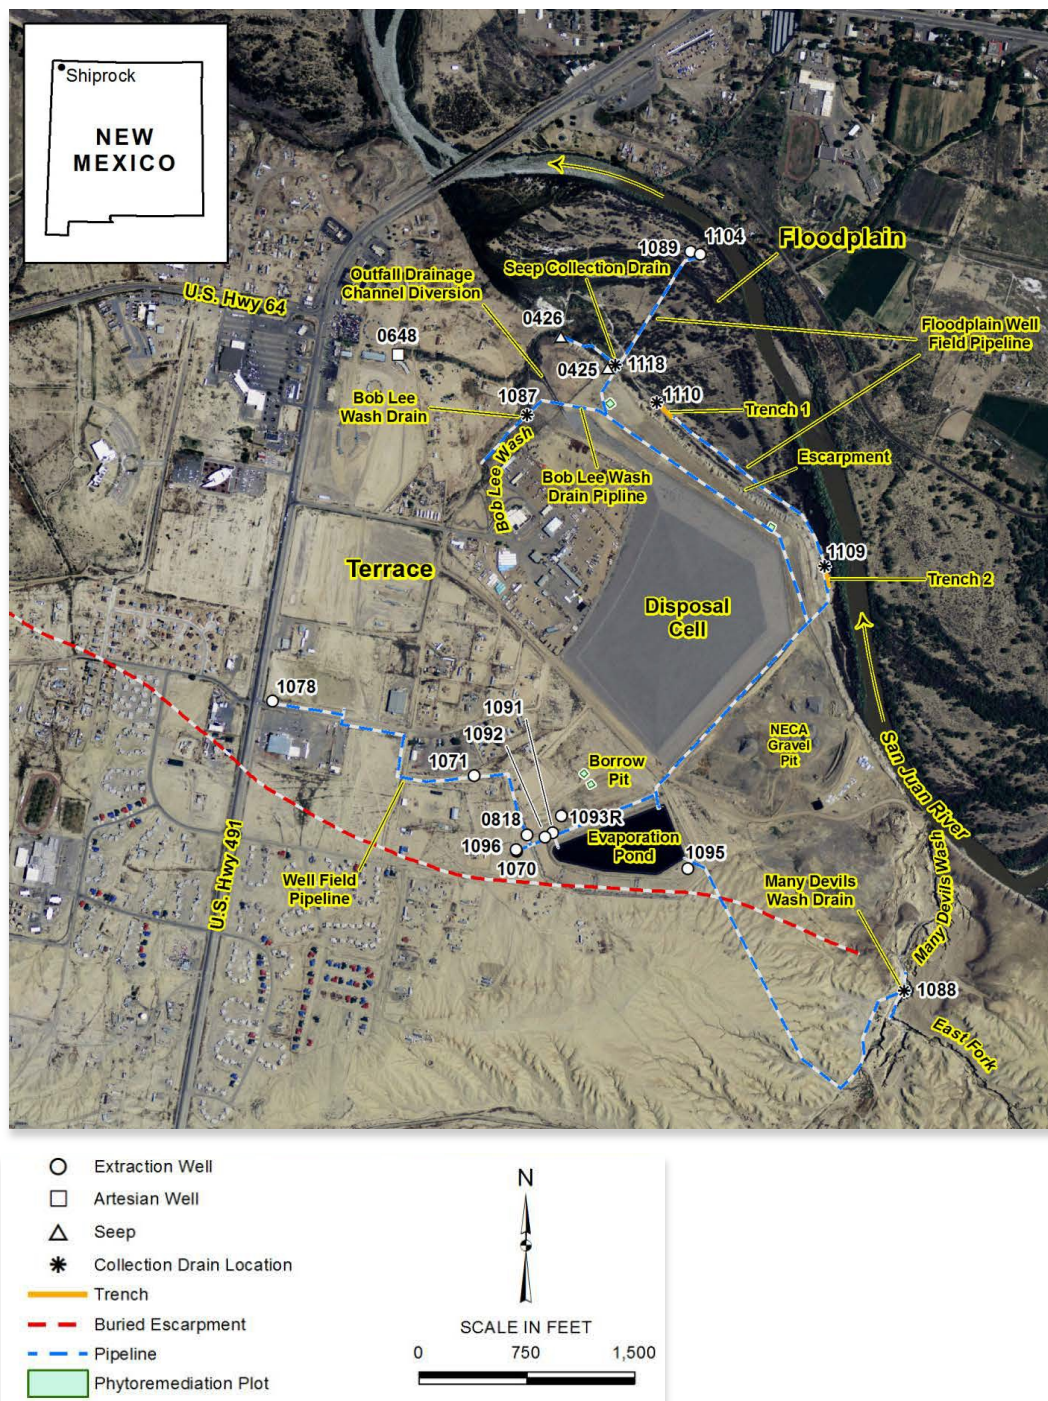 Shiprock
NEW
MEXICO
1089
1104
Floodplain
Seep Collection Drain
Outfall Drainage
Channel Diversion
U.S. Hwy 64
0426
0648
Floodplain Well
Field Pipeline
0425
1118
1087
1110
Bob Lee
Wash Drain
Trench 1
Bob Lee Wash
Escarpment
Bob Lee Wash
Drain Pipline
1109
Terrace
Trench 2
Disposal
Cell
1078
1091
1092
NECA
Gravel
Pit
San Juan River
1071
Borrow
Pit
0818
1093R
1096
Evaporation
Pond
1070
1095
U.S. Hwy 491
Well Field
Pipeline
Many Devils
Wash Drain
Many Devils Wash
1088
East Fork
Extraction Well
Artesian Well
Seep
Collection Drain Location
Trench
Buried Escarpment
Pipeline
Phytoremediation Plot
N
SCALE IN FEET
0 750 1,500